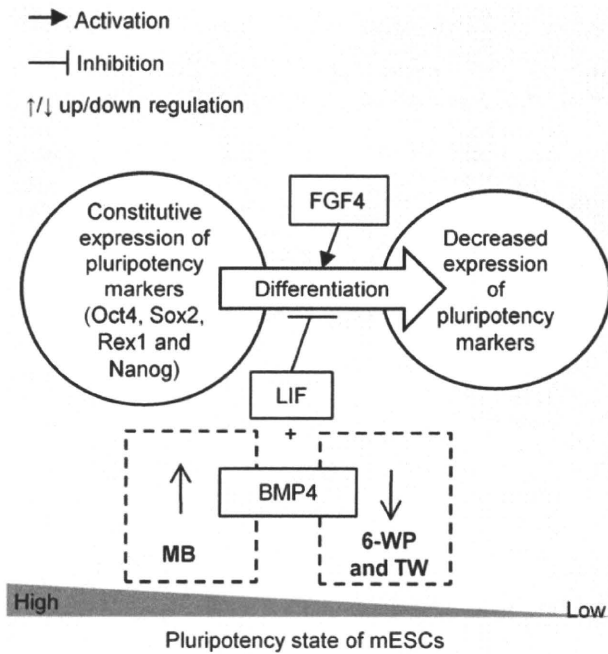 Activation
Inhibition
↑/↓ up/down regulation
FGF4
Constitutive
expression of
pluripotency
markers
(Oct4, Sox2,
Rex1 and
Nanog)
Differentiation
Decreased
expression
of
pluripotency
markers
LIF
+
BMP4
MB
6-WP
and TW
High
Low
Pluripotency state of mESCs